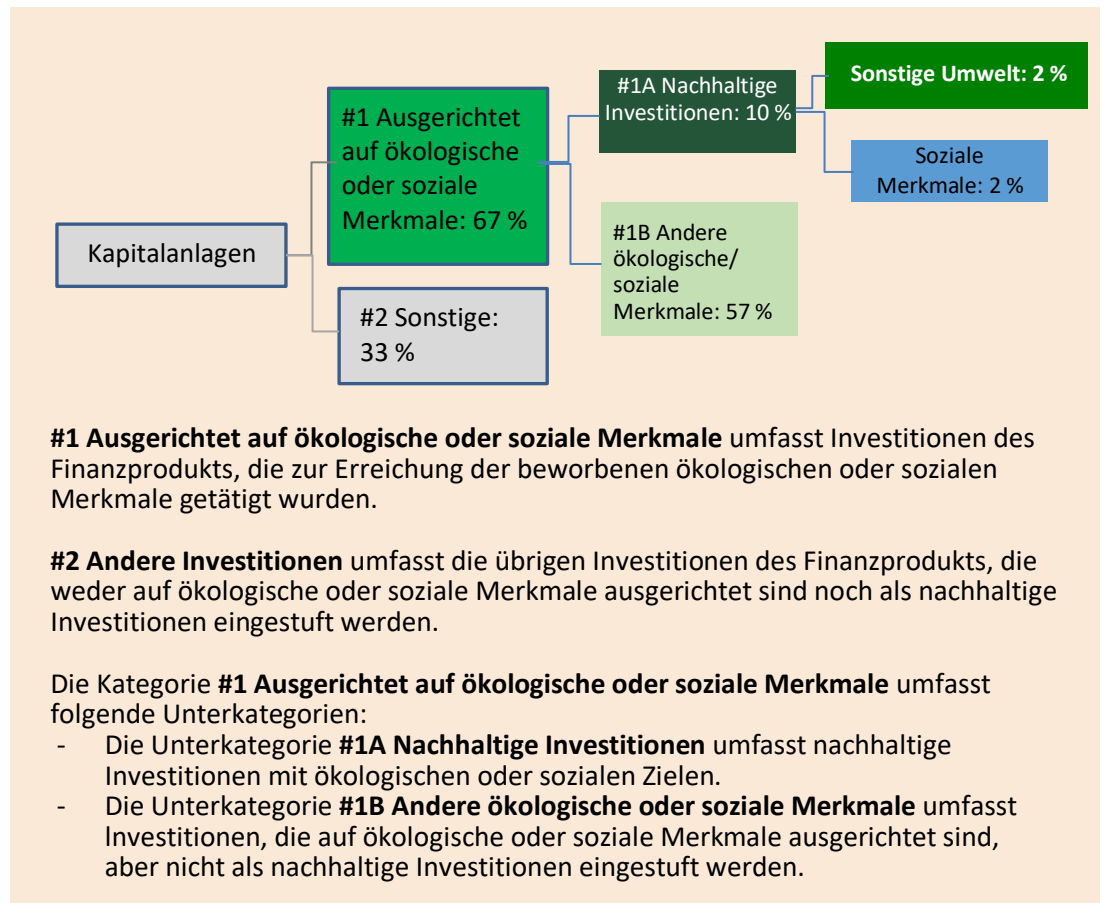 Kapitalanlagen
#1 Ausgerichtet
auf ökologische
oder soziale
Merkmale: 67 %
#2 Sonstige:
33 %
#1A Nachhaltige
Investitionen: 10 %
#1B Andere
ökologische/
soziale
Merkmale: 57 %
Sonstige Umwelt: 2 %
Soziale
Merkmale: 2 %
#1 Ausgerichtet auf ökologische oder soziale Merkmale umfasst Investitionen des
Finanzprodukts, die zur Erreichung der beworbenen ökologischen oder sozialen
Merkmale getätigt wurden.
#2 Andere Investitionen umfasst die übrigen Investitionen des Finanzprodukts, die
weder auf ökologische oder soziale Merkmale ausgerichtet sind noch als nachhaltige
Investitionen eingestuft werden.
Die Kategorie #1 Ausgerichtet auf ökologische oder soziale Merkmale umfasst
folgende Unterkategorien:
- Die Unterkategorie #1A Nachhaltige Investitionen umfasst nachhaltige
Investitionen mit ökologischen oder sozialen Zielen.
- Die Unterkategorie #1B Andere ökologische oder soziale Merkmale umfasst
Investitionen, die auf ökologische oder soziale Merkmale ausgerichtet sind,
aber nicht als nachhaltige Investitionen eingestuft werden.